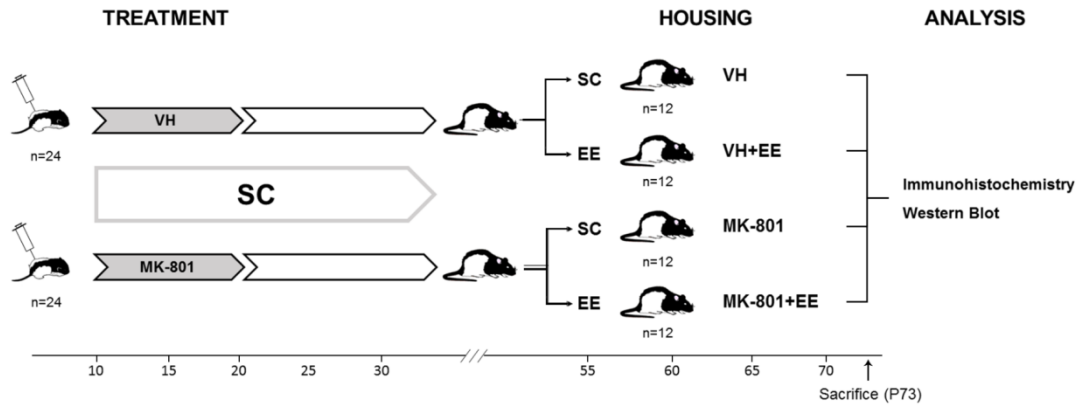 TREATMENT
HOUSING
ANALYSIS
VH
n=24
SC
MK-801
n=24
SC
VH
n=12
EE
VH+EE
n=12
SC
MK-801
n=12
EE
MK-801+EE
n=12
Immunohistochemistry
Western Blot
10 15 20 30 55 60 65 70
Sacrifice (P73)